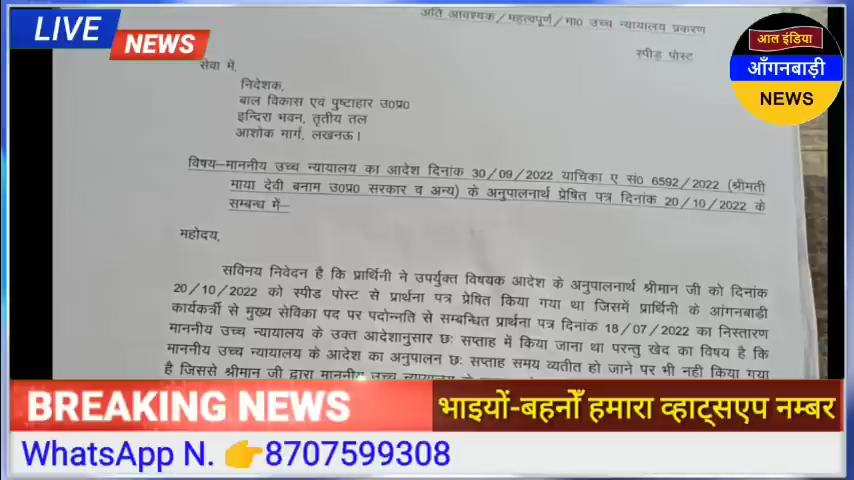 LIVE
NEWS
आल इंडिया
आँगनबाड़ी
NEWS
अति आवश्यक/महत्वपूर्ण/मा0 उच्च न्यायालय प्रकरण
स्पीड पोस्ट
सेवा में,
निदेशक,
बाल विकास एवं पुष्टाहार उ0प्र0
इन्दिरा भवन, तृतीय तल
आशोक मार्ग, लखनऊ।
विषय–माननीय उच्च न्यायालय का आदेश दिनांक 30/09/2022 याचिका ए सं0 6592/2022 (श्रीमती
माया देवी बनाम उ0प्र0 सरकार व अन्य) के अनुपालनार्थ प्रेषित पत्र दिनांक 20/10/2022 के
सम्बन्ध में–
महोदय,
सविनय निवेदन है कि प्रार्थिनी ने उपर्युक्त विषयक आदेश के अनुपालनार्थ श्रीमान जी को दिनांक
20/10/2022 को स्पीड पोस्ट से प्रार्थना पत्र प्रेषित किया गया था जिसमें प्रार्थिनी के आंगनबाड़ी
कार्यकर्त्री से मुख्य सेविका पद पर पदोन्नति से सम्बन्धित प्रार्थना पत्र दिनांक 18/07/2022 का निस्तारण
माननीय उच्च न्यायालय के उक्त आदेशानुसार छः सप्ताह में किया जाना था परन्तु खेद का विषय है कि
माननीय उच्च न्यायालय के आदेश का अनुपालन छः सप्ताह समय व्यतीत हो जाने पर भी नही किया गया
है जिससे श्रीमान जी द्वारा माननीय उच्च न्यायालय
BREAKING NEWS
भाइयों-बहनोँ हमारा व्हाट्सएप नम्बर
WhatsApp N. 👉8707599308